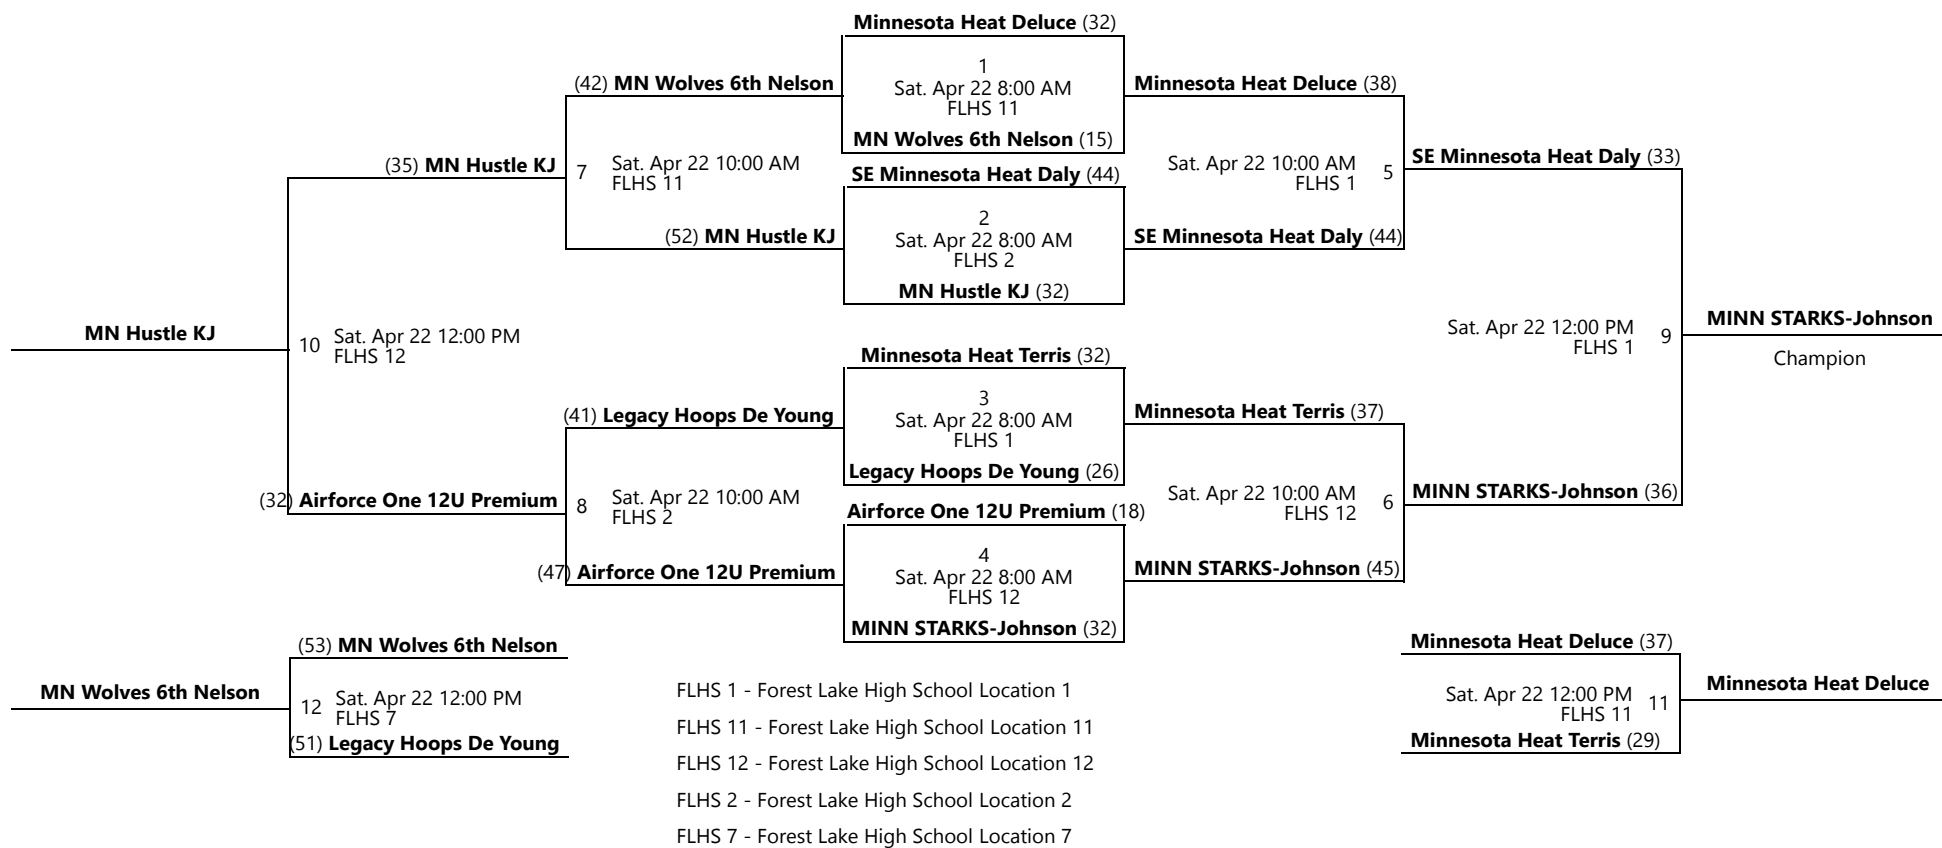 Minnesota Heat Deluce (32)
1
Sat. Apr 22 8:00 AM
FLHS 11
MN Wolves 6th Nelson (15)
SE Minnesota Heat Daly (44)
2
Sat. Apr 22 8:00 AM
FLHS 2
MN Hustle KJ (32)
Minnesota Heat Terris (32)
3
Sat. Apr 22 8:00 AM
FLHS 1
Legacy Hoops De Young (26)
Airforce One 12U Premium (18)
4
Sat. Apr 22 8:00 AM
FLHS 12
MINN STARKS-Johnson (32)
Minnesota Heat Deluce (38)
Sat. Apr 22 10:00 AM
FLHS 1
5
SE Minnesota Heat Daly (44)
Minnesota Heat Terris (37)
Sat. Apr 22 10:00 AM
FLHS 12
6
MINN STARKS-Johnson (45)
SE Minnesota Heat Daly (33)
Sat. Apr 22 12:00 PM
FLHS 1
9
MINN STARKS-Johnson (36)
MINN STARKS-Johnson
Champion
Minnesota Heat Deluce (37)
Sat. Apr 22 12:00 PM
FLHS 11
11
Minnesota Heat Terris (29)
Minnesota Heat Deluce
(42) MN Wolves 6th Nelson
7
Sat. Apr 22 10:00 AM
FLHS 11
(52) MN Hustle KJ
(41) Legacy Hoops De Young
8
Sat. Apr 22 10:00 AM
FLHS 2
(47) Airforce One 12U Premium
(35) MN Hustle KJ
10
Sat. Apr 22 12:00 PM
FLHS 12
(32) Airforce One 12U Premium
MN Hustle KJ
(53) MN Wolves 6th Nelson
12
Sat. Apr 22 12:00 PM
FLHS 7
(51) Legacy Hoops De Young
MN Wolves 6th Nelson
FLHS 1 - Forest Lake High School Location 1
FLHS 11 - Forest Lake High School Location 11
FLHS 12 - Forest Lake High School Location 12
FLHS 2 - Forest Lake High School Location 2
FLHS 7 - Forest Lake High School Location 7